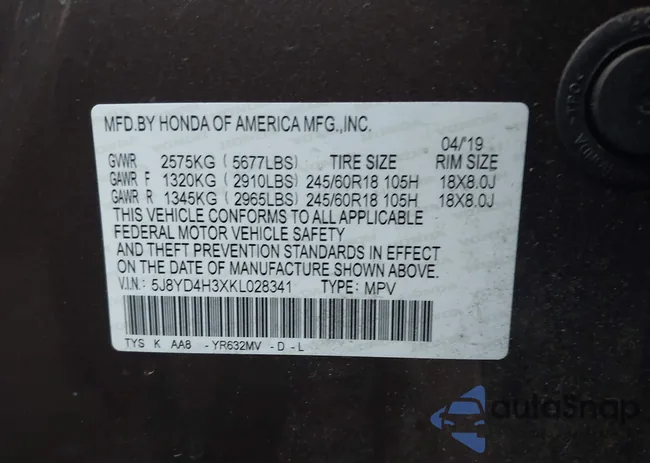 MFD.BY HONDA OF AMERICA MFG.,INC.
04/'19
GVWR 2575KG (5677LBS) TIRE SIZE RIM SIZE
GAWR F 1320KG (2910LBS) 245/60R18 105H 18X8.0J
GAWR R 1345KG (2965LBS) 245/60R18 105H 18X8.0J
THIS VEHICLE CONFORMS TO ALL APPLICABLE
FEDERAL MOTOR VEHICLE SAFETY
AND THEFT PREVENTION STANDARDS IN EFFECT
ON THE DATE OF MANUFACTURE SHOWN ABOVE.
V.I.N.: 5J8YD4H3XKL028341 TYPE: MPV
TYS K AA8 - YR632MV - D - L
autoSnap